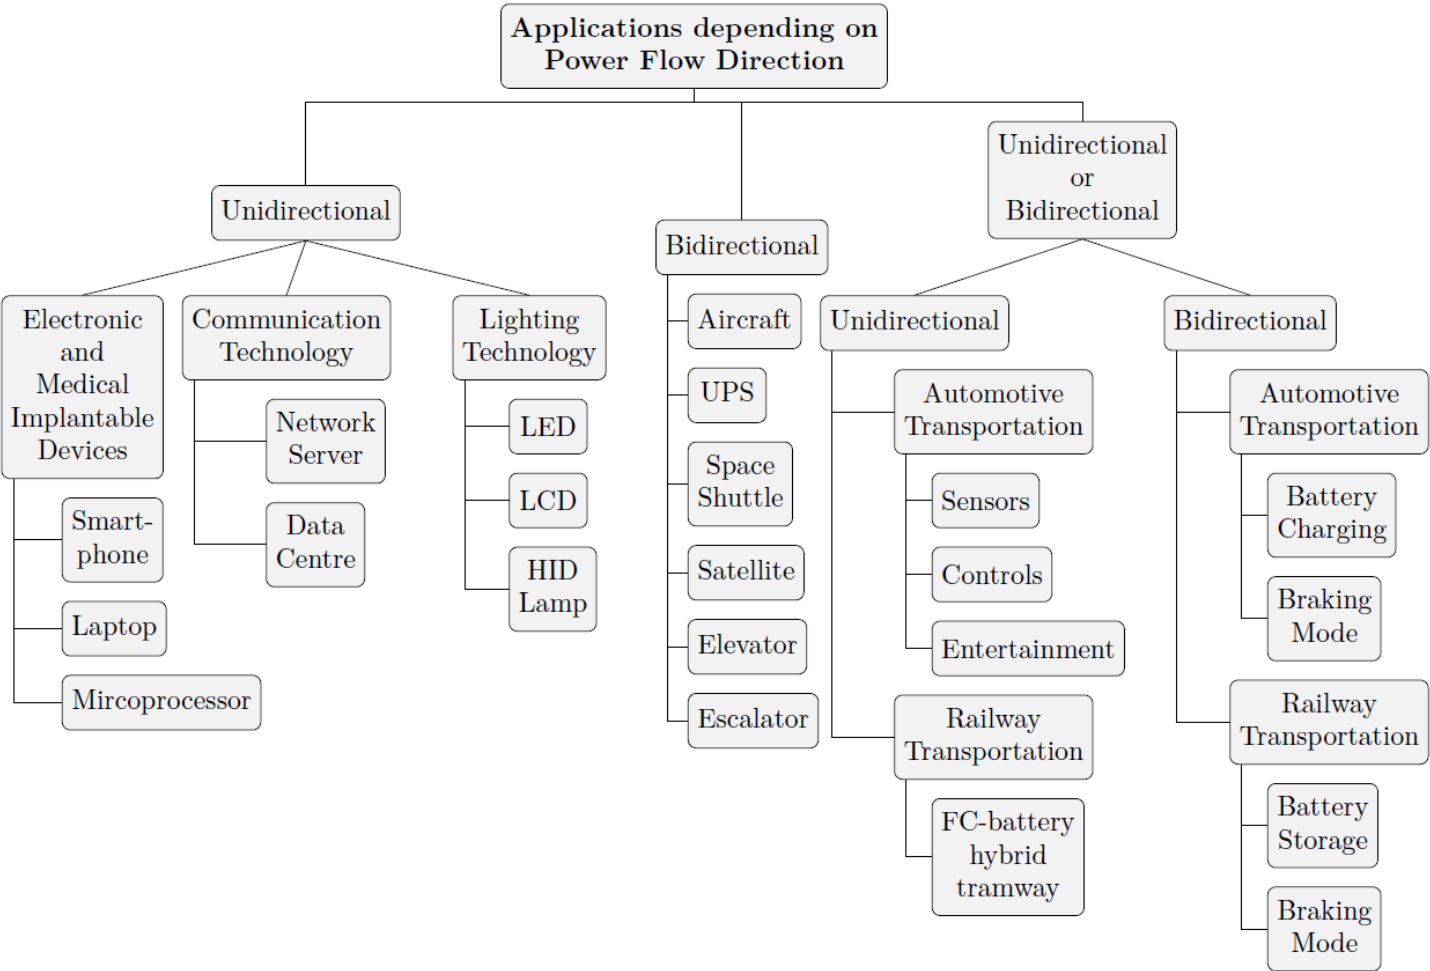 Applications depending on
Power Flow Direction
Unidirectional
Electronic
and
Medical
Implantable
Devices
Smart-
phone
Laptop
Mircoprocessor
Communication
Technology
Network
Server
Data
Centre
Lighting
Technology
LED
LCD
HID
Lamp
Bidirectional
Aircraft
UPS
Space
Shuttle
Satellite
Elevator
Escalator
Unidirectional
or
Bidirectional
Unidirectional
Automotive
Transportation
Sensors
Controls
Entertainment
Railway
Transportation
FC-battery
hybrid
tramway
Bidirectional
Automotive
Transportation
Battery
Charging
Braking
Mode
Railway
Transportation
Battery
Storage
Braking
Mode